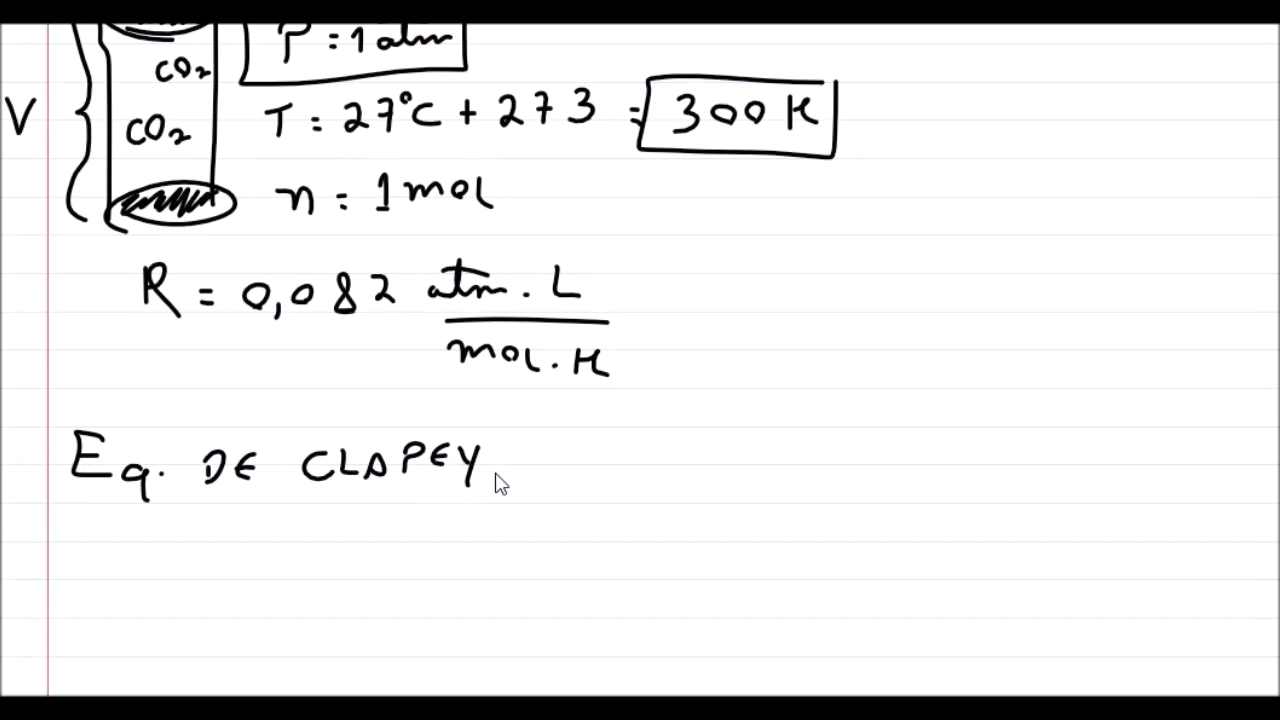 P = 1 atm
CO2
V
T = 27°C + 273 = 300 K
CO2
n = 1 mol
R = 0,082 atm . L
mol . K
Eq. DE CLAPEY